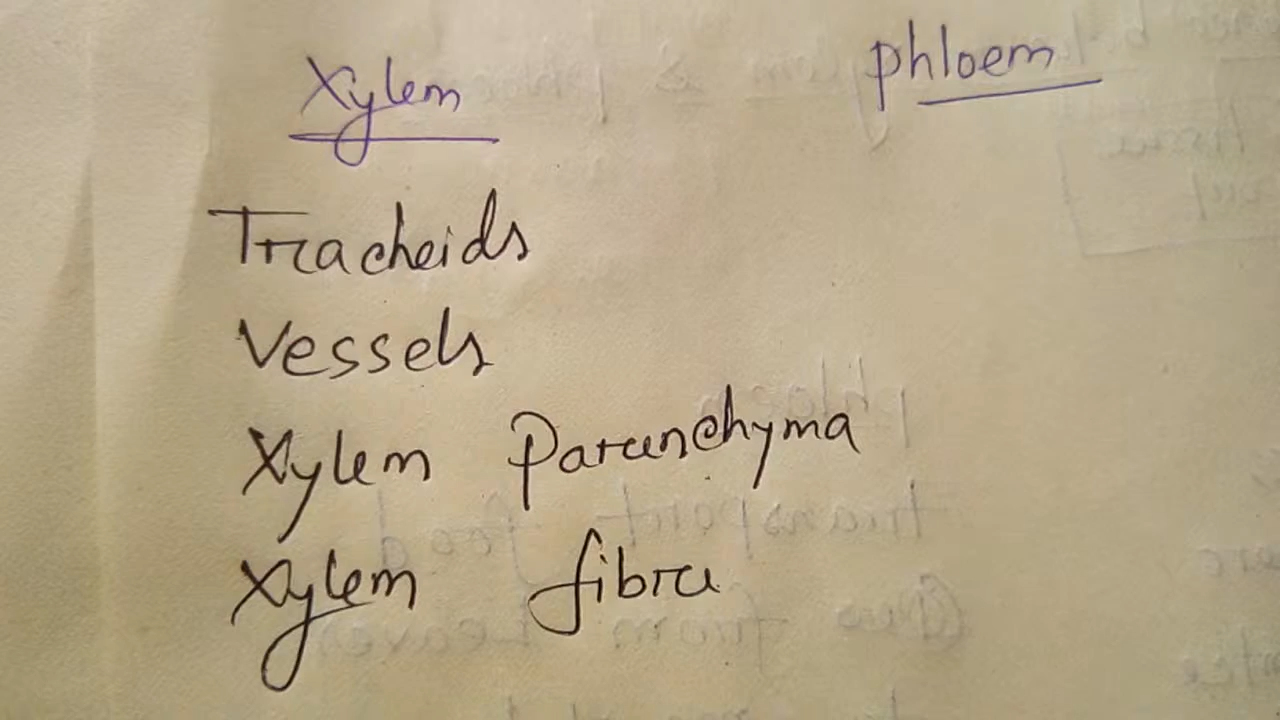 Xylem phloem
Tracheids
Vessels
Xylem Parenchyma
Xylem fibre